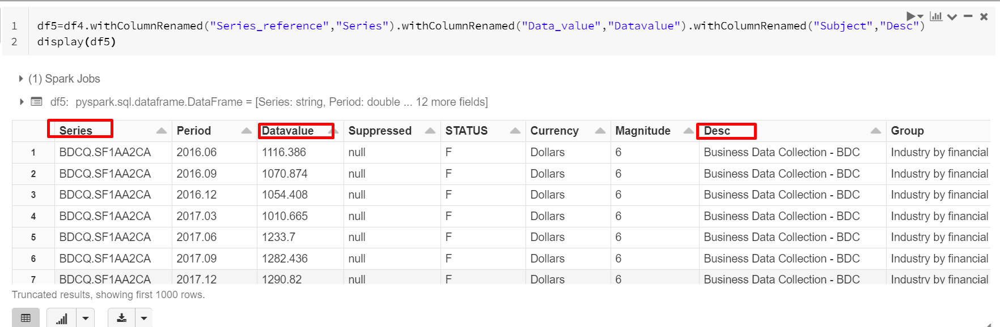 1 df5=df4.withColumnRenamed("Series_reference","Series").withColumnRenamed("Data_value","Datavalue").withColumnRenamed("Subject","Desc")
2 display(df5)
(1) Spark Jobs
df5: pyspark.sql.dataframe.DataFrame = [Series: string, Period: double ... 12 more fields]
Series Period Datavalue Suppressed STATUS Currency Magnitude Desc Group
1 BDCQ.SF1AA2CA 2016.06 1116.386 null F Dollars 6 Business Data Collection - BDC Industry by financial
2 BDCQ.SF1AA2CA 2016.09 1070.874 null F Dollars 6 Business Data Collection - BDC Industry by financial
3 BDCQ.SF1AA2CA 2016.12 1054.408 null F Dollars 6 Business Data Collection - BDC Industry by financial
4 BDCQ.SF1AA2CA 2017.03 1010.665 null F Dollars 6 Business Data Collection - BDC Industry by financial
5 BDCQ.SF1AA2CA 2017.06 1233.7 null F Dollars 6 Business Data Collection - BDC Industry by financial
6 BDCQ.SF1AA2CA 2017.09 1282.436 null F Dollars 6 Business Data Collection - BDC Industry by financial
7 BDCQ.SF1AA2CA 2017.12 1290.82 null F Dollars 6 Business Data Collection - BDC Industry by financial
Truncated results, showing first 1000 rows.